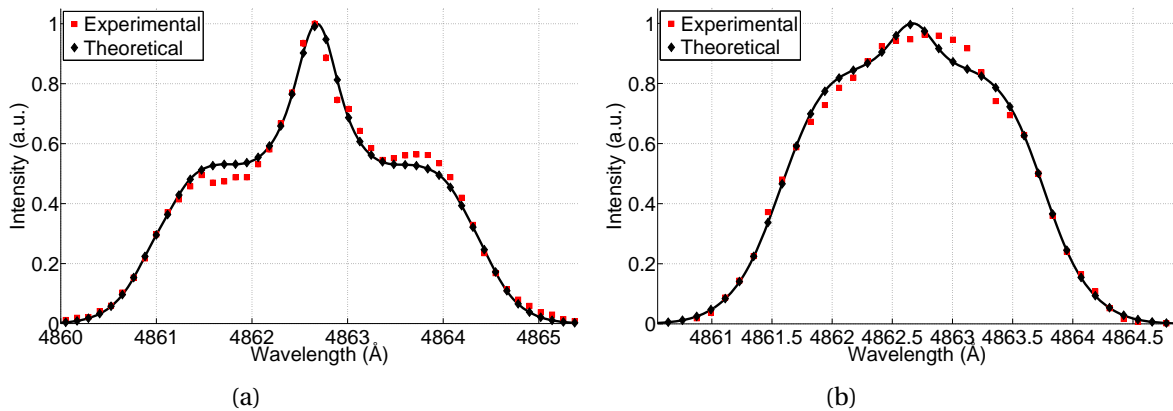 Experimental
Theoretical
1
0.8
0.6
0.4
0.2
0
Intensity (a.u.)
4860 4861 4862 4863 4864 4865
Wavelength (Å)
(a)
Experimental
Theoretical
1
0.8
0.6
0.4
0.2
0
Intensity (a.u.)
4861 4861.5 4862 4862.5 4863 4863.5 4864 4864.5
Wavelength (Å)
(b)